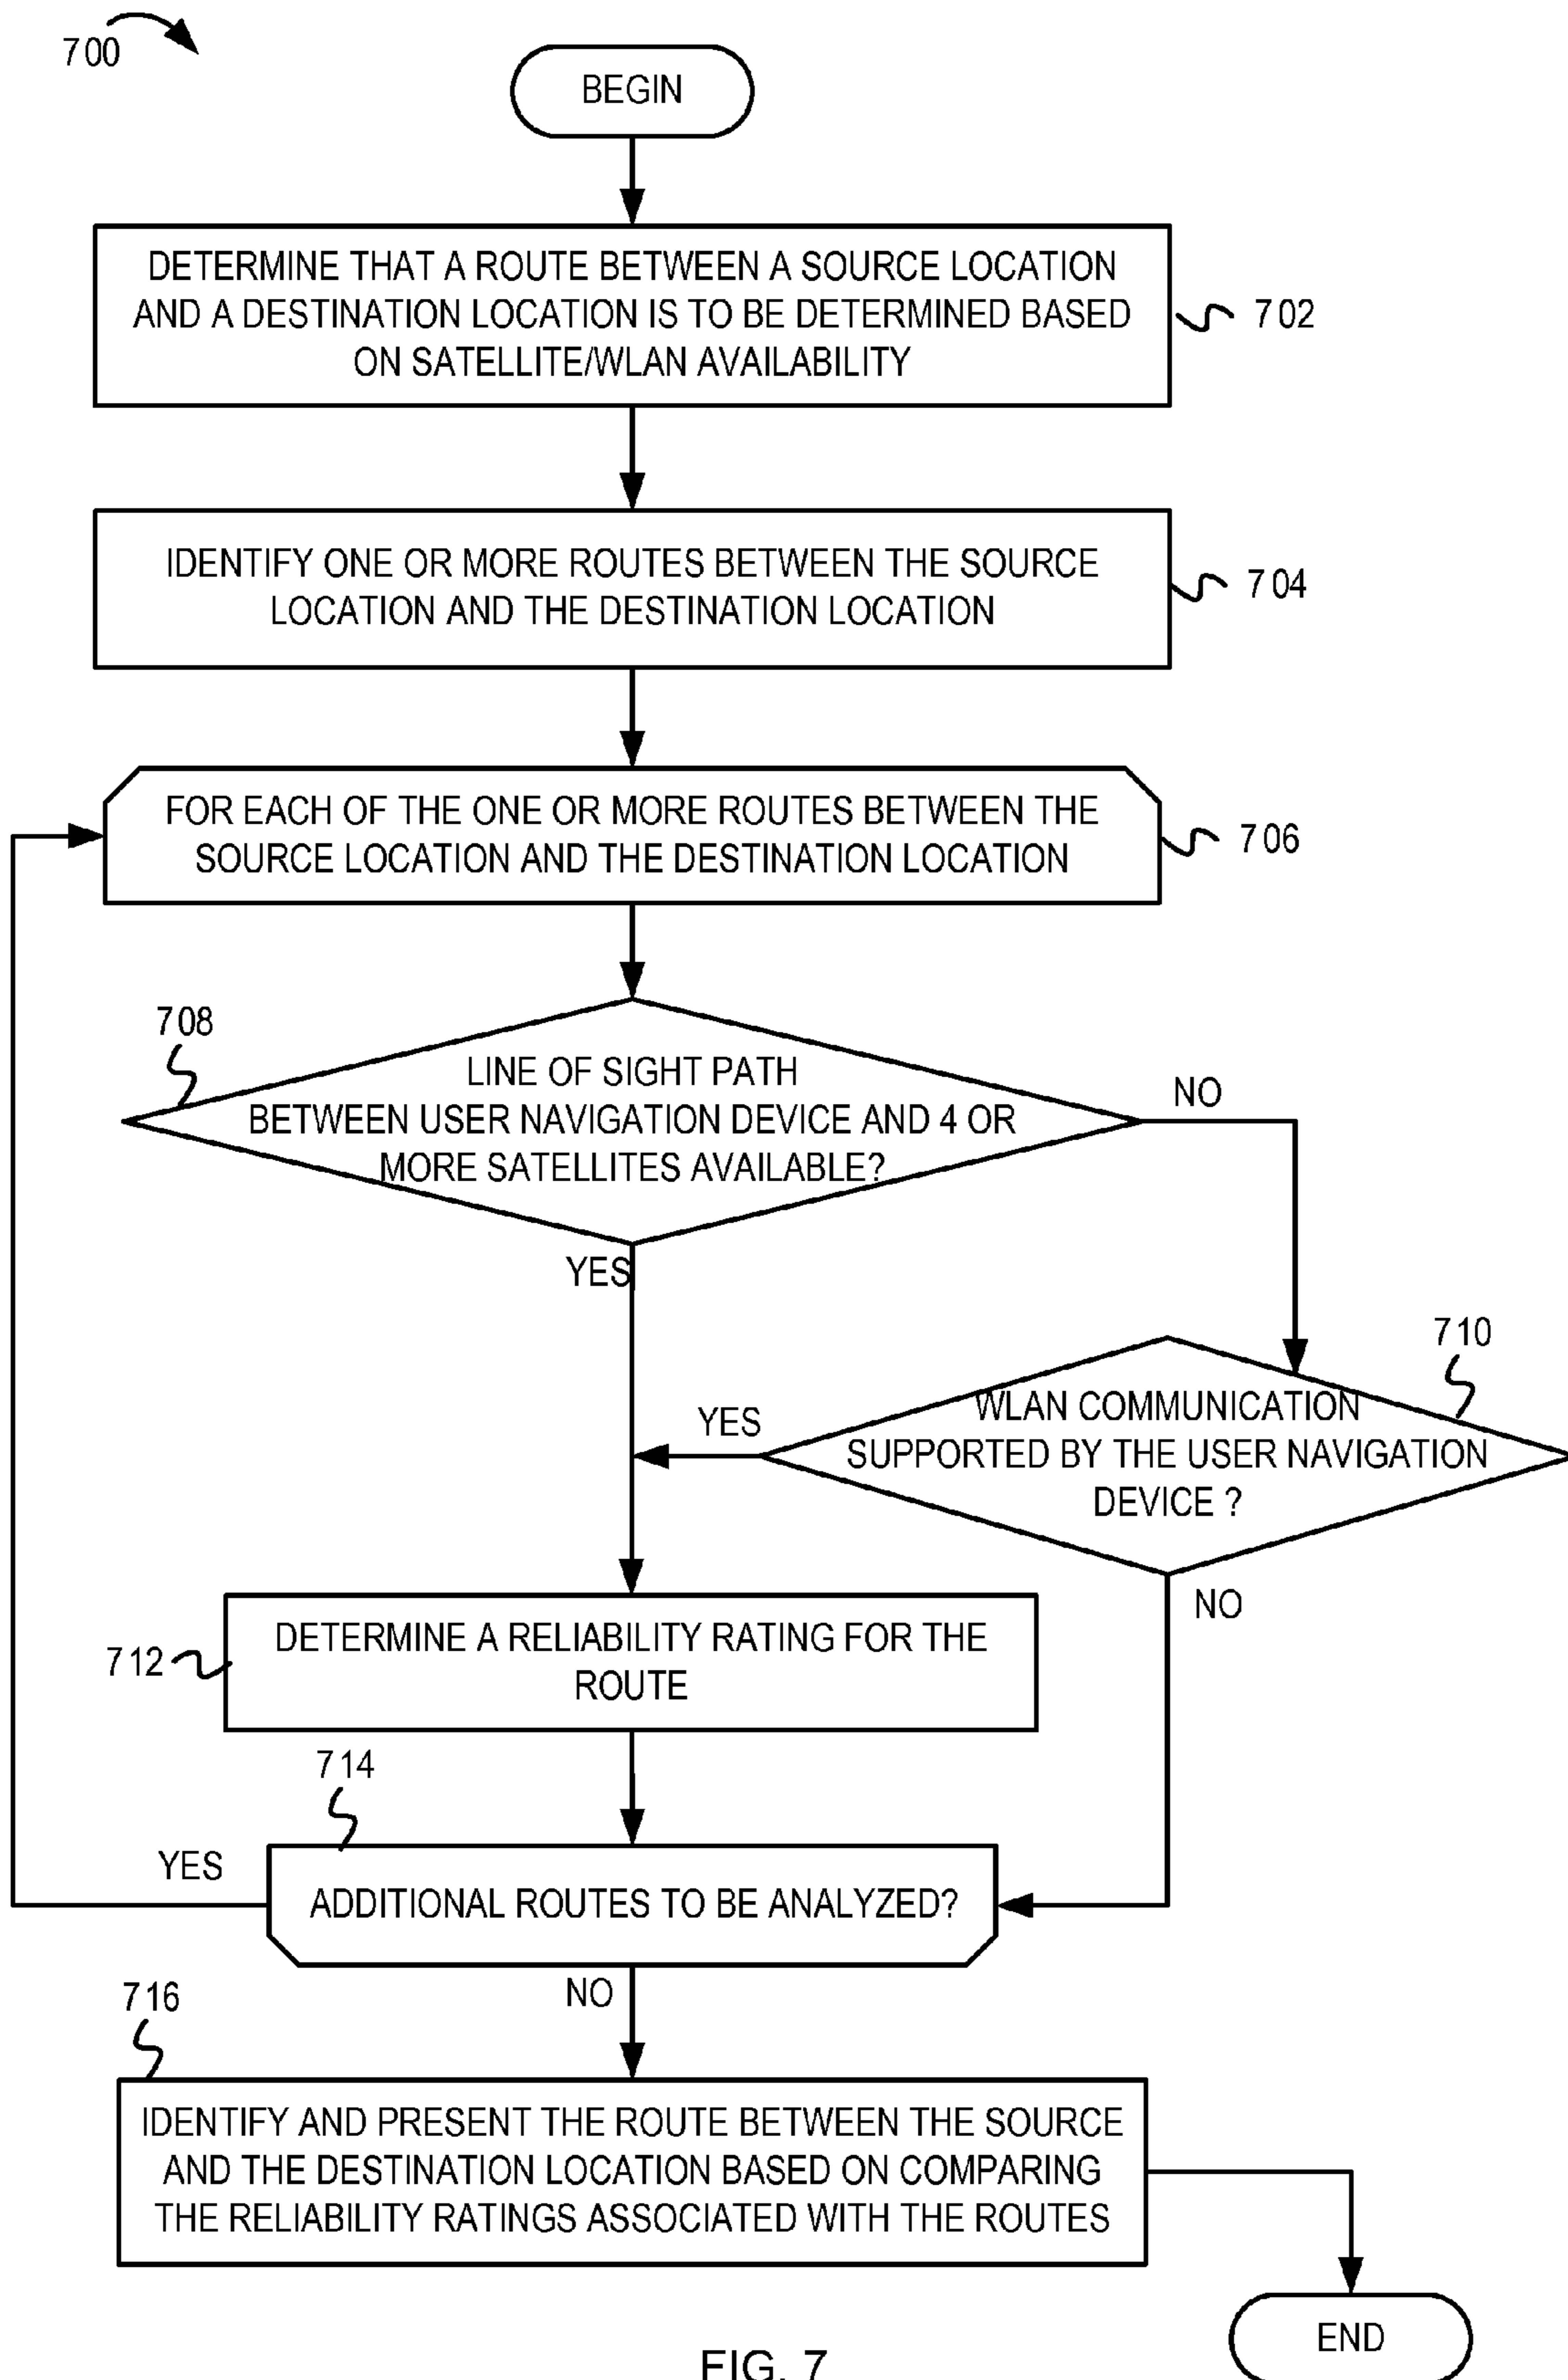 700
BEGIN
DETERMINE THAT A ROUTE BETWEEN A SOURCE LOCATION
AND A DESTINATION LOCATION IS TO BE DETERMINED BASED
ON SATELLITE/WLAN AVAILABILITY
702
IDENTIFY ONE OR MORE ROUTES BETWEEN THE SOURCE
LOCATION AND THE DESTINATION LOCATION
704
FOR EACH OF THE ONE OR MORE ROUTES BETWEEN THE
SOURCE LOCATION AND THE DESTINATION LOCATION
706
708
LINE OF SIGHT PATH
BETWEEN USER NAVIGATION DEVICE AND 4 OR
MORE SATELLITES AVAILABLE?
NO
YES
710
WLAN COMMUNICATION
SUPPORTED BY THE USER NAVIGATION
DEVICE ?
YES
NO
712
DETERMINE A RELIABILITY RATING FOR THE
ROUTE
714
YES
ADDITIONAL ROUTES TO BE ANALYZED?
NO
716
IDENTIFY AND PRESENT THE ROUTE BETWEEN THE SOURCE
AND THE DESTINATION LOCATION BASED ON COMPARING
THE RELIABILITY RATINGS ASSOCIATED WITH THE ROUTES
END
FIG. 7